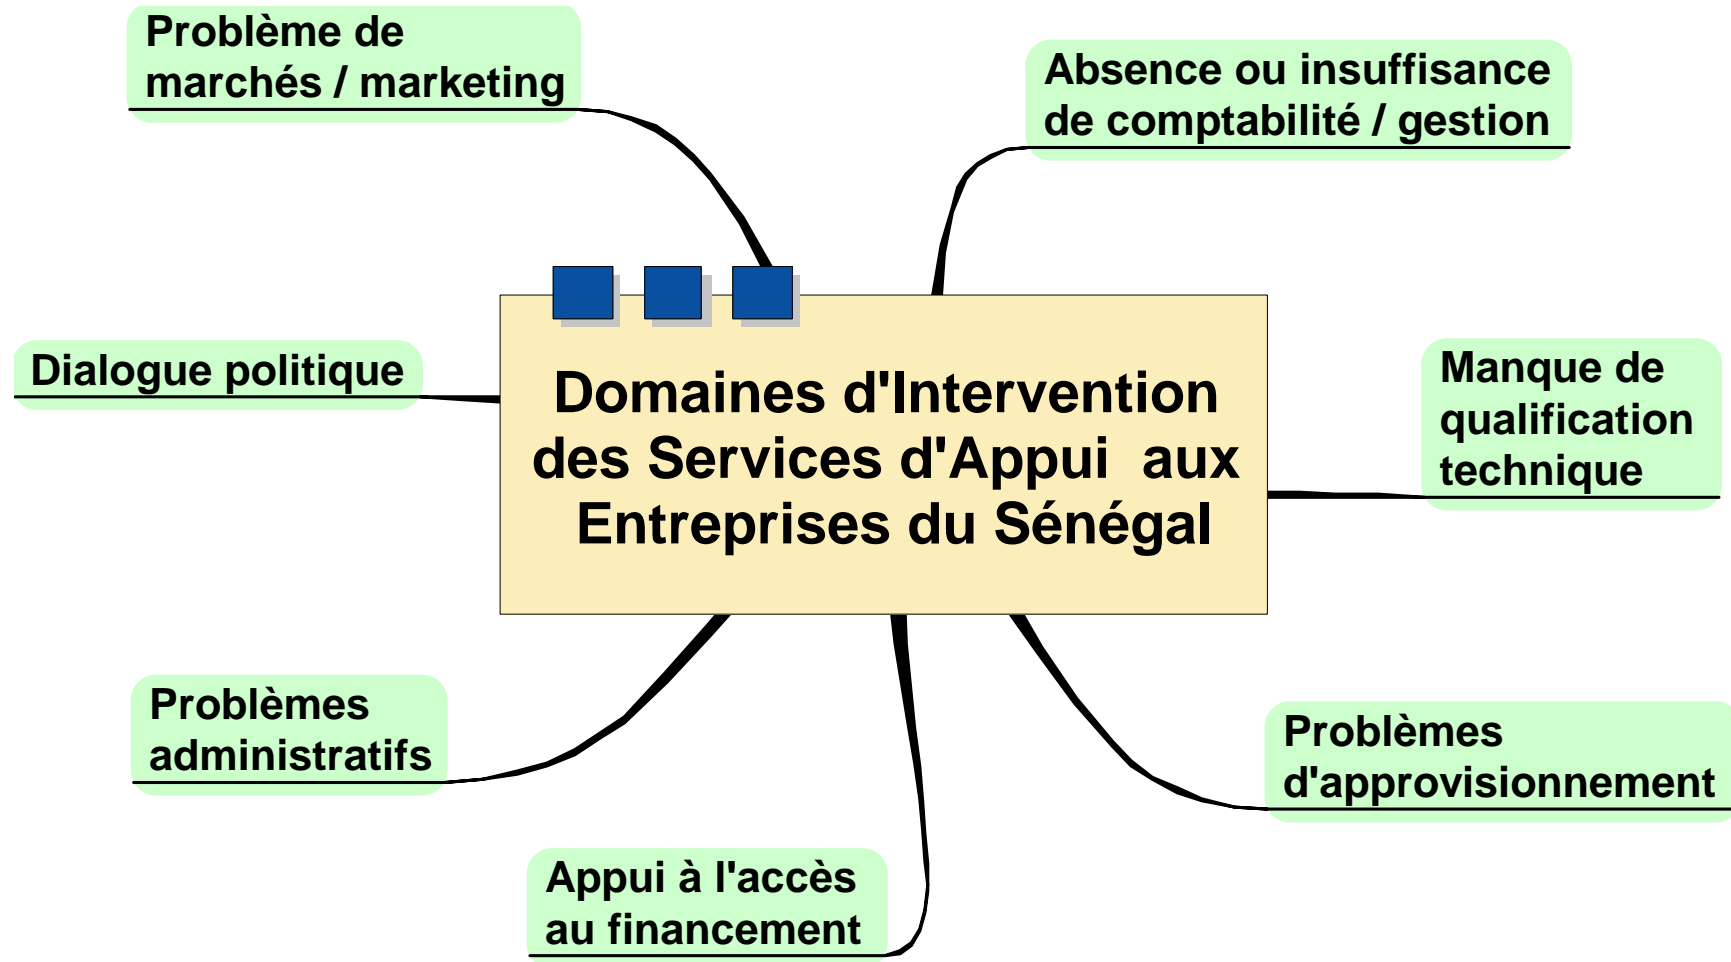 Problème de
marchés / marketing
Absence ou insuffisance
de comptabilité / gestion
Dialogue politique
Domaines d'Intervention
des Services d'Appui  aux
Entreprises du Sénégal
Manque de
qualification
technique
Problèmes
administratifs
Problèmes
d'approvisionnement
Appui à l'accès
au financement